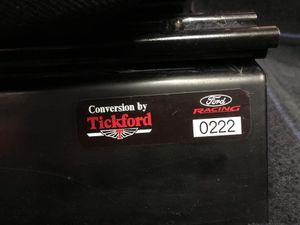 Conversion by
Tickford
Ford
RACING
0222